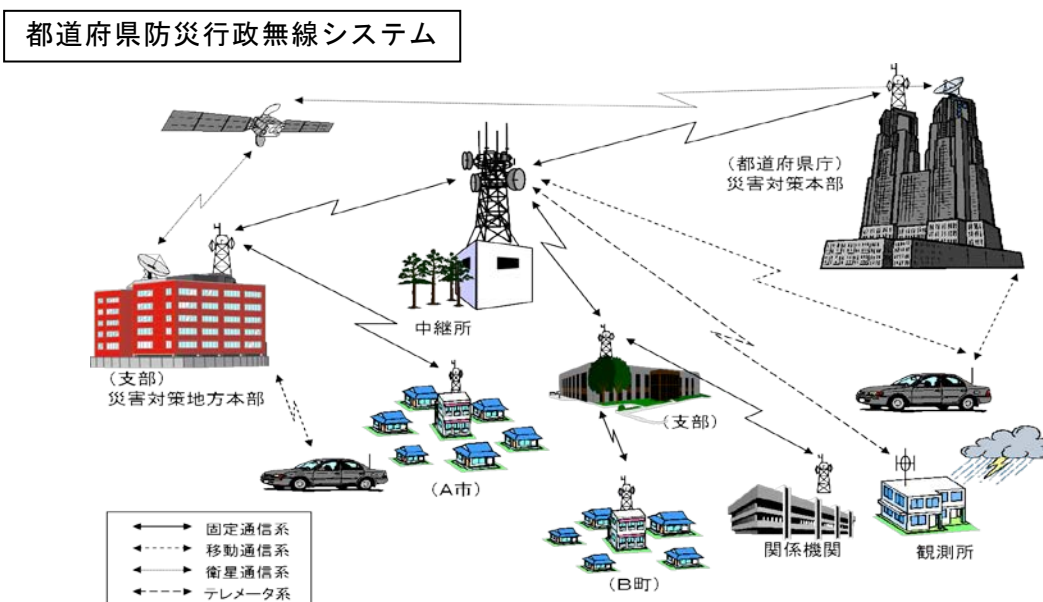 都道府県防災行政無線システム
(都道府県庁)
災害対策本部
中継所
(支部)
災害対策地方本部
(支部)
(A市)
(B町)
関係機関
観測所
固定通信系
移動通信系
衛星通信系
テレメータ系